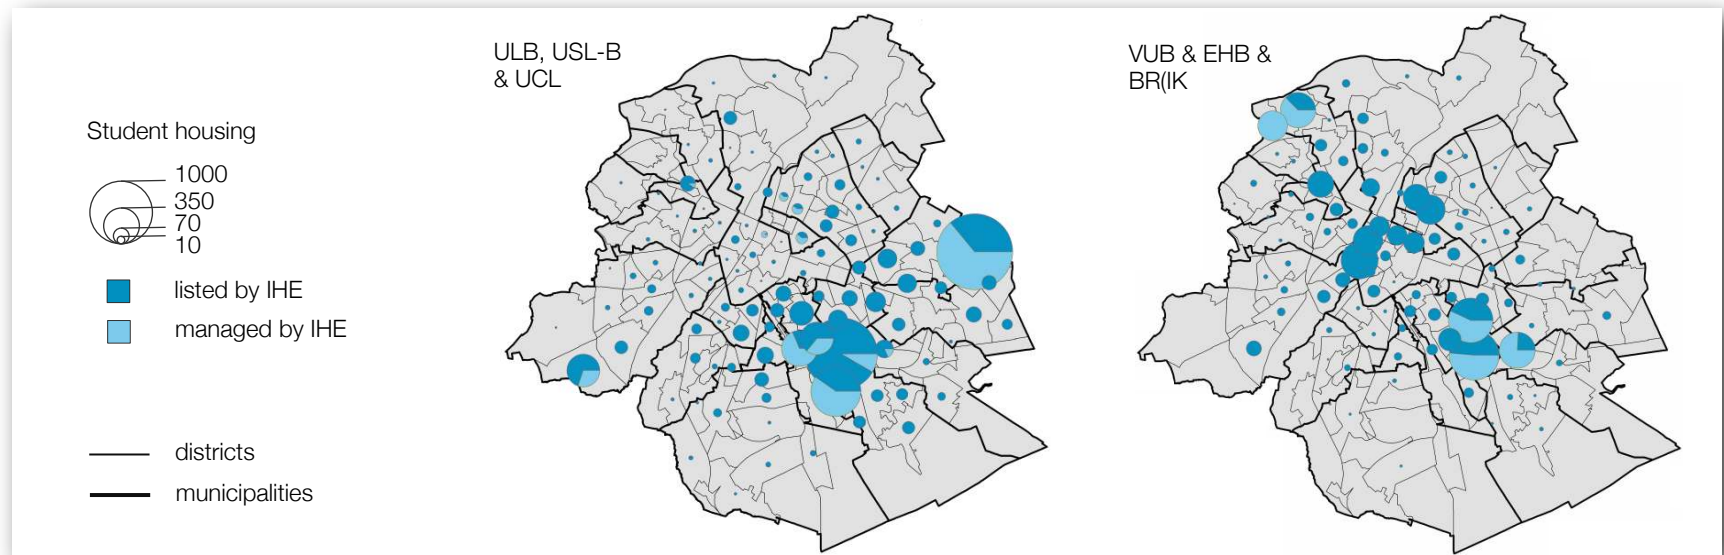 ULB, USL-B
& UCL
VUB & EHB &
BR(IK
Student housing
1000
350
70
10
listed by IHE
managed by IHE
districts
municipalities